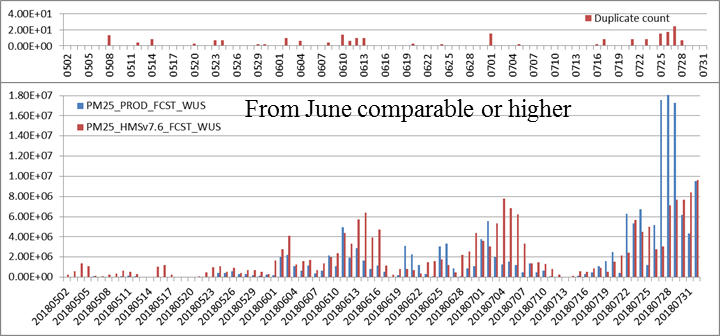 4.00E+01
Duplicate count
2.00E+01
0.00E+00
0502 0505 0508 0511 0514 0517 0520 0523 0526 0529 0601 0604 0607 0610 0613 0616 0619 0622 0625 0628 0701 0704 0707 0710 0713 0716 0719 0722 0725 0728 0731
1.80E+07
PM25_PROD_FCST_WUS
From June comparable or higher
1.60E+07
PM25_HMSv7.6_FCST_WUS
1.40E+07
1.20E+07
1.00E+07
8.00E+06
6.00E+06
4.00E+06
2.00E+06
0.00E+00
20180502 20180505 20180508 20180511 20180514 20180517 20180520 20180523 20180526 20180529 20180601 20180604 20180607 20180610 20180613 20180616 20180619 20180622 20180625 20180628 20180701 20180704 20180707 20180710 20180713 20180716 20180719 20180722 20180725 20180728 20180731